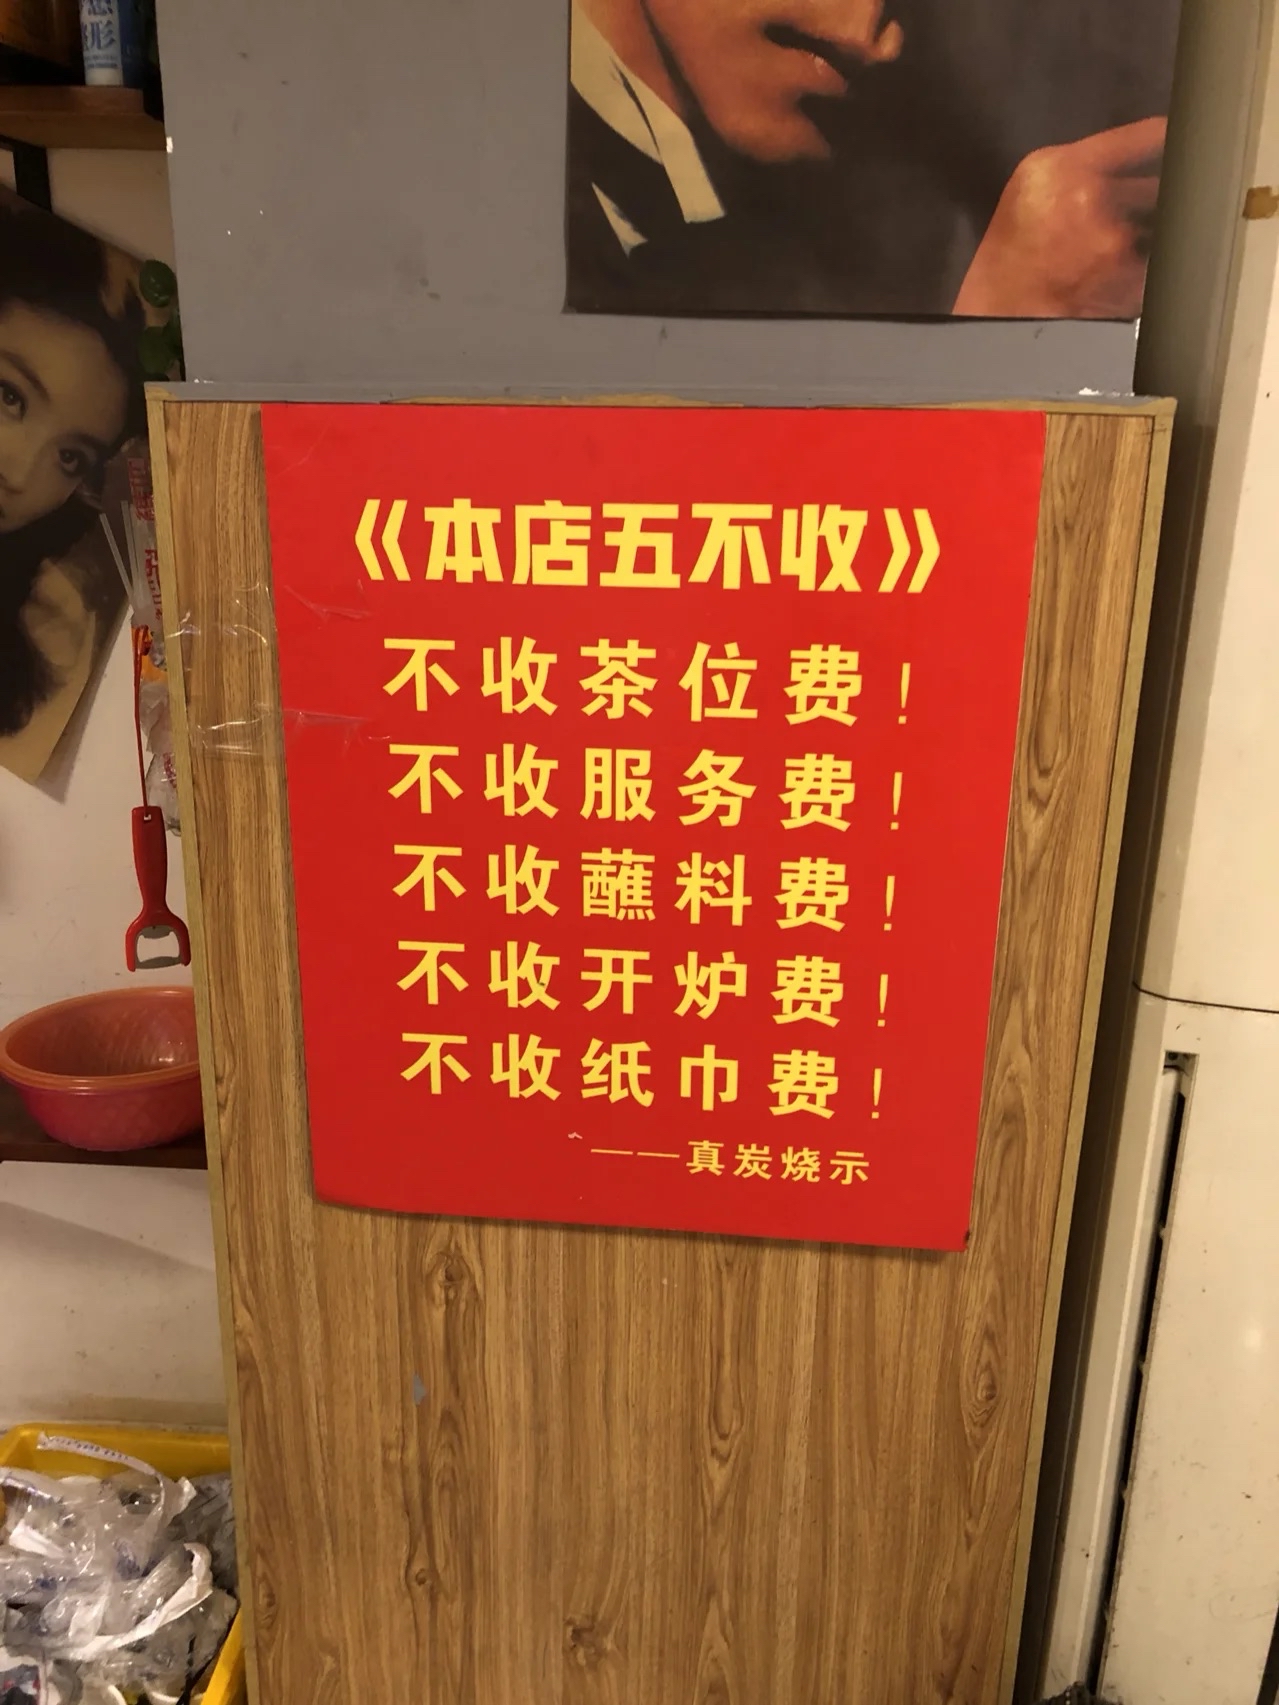 《本店五不收》
不收茶位费！
不收服务费！
不收蘸料费！
不收开炉费！
不收纸巾费！
——真炭烧示